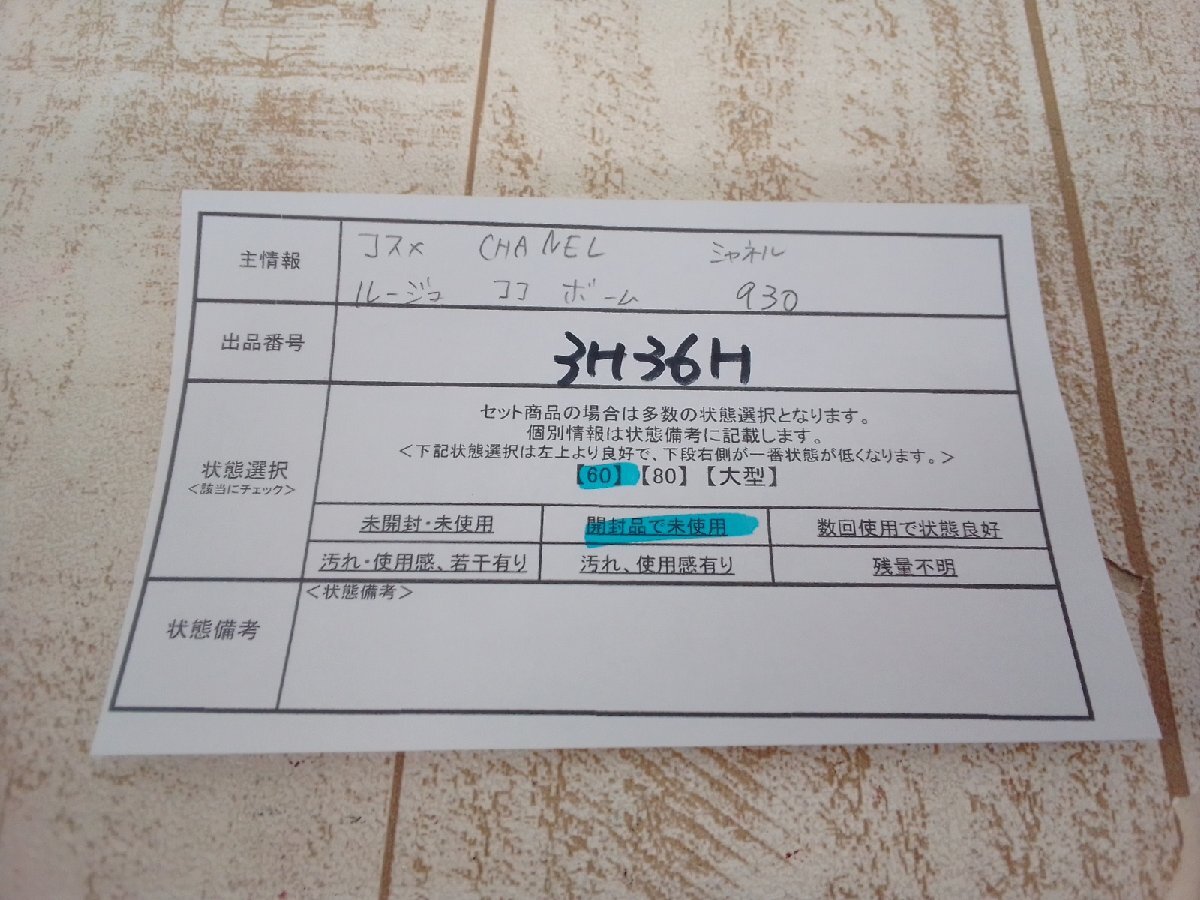 主情報
コスメ CHANEL シャネル
ルージュ ココ ボーム 930
出品番号
3H36H
状態選択
<該当にチェック>
セット商品の場合は多数の状態選択となります。
個別情報は状態備考に記載します。
<下記状態選択は左上より良好で、下段右側が一番状態が低くなります。>
【60】【80】【大型】
未開封・未使用 開封品で未使用 数回使用で状態良好
汚れ・使用感、若干有り 汚れ、使用感有り 残量不明
状態備考
<状態備考>